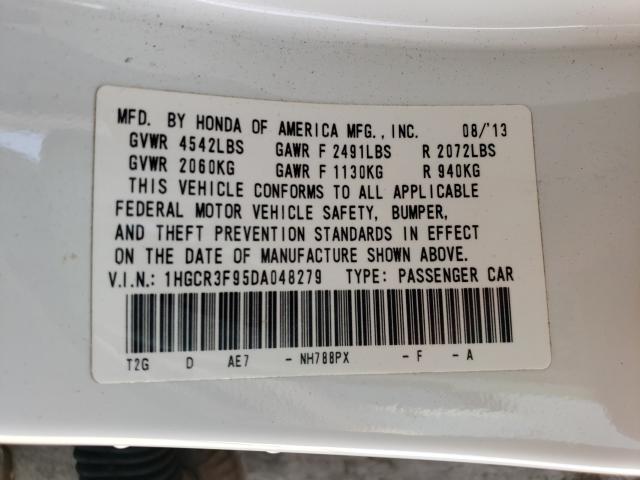 MFD. BY HONDA OF AMERICA MFG., INC. 08/'13
GVWR 4542LBS GAWR F 2491LBS R 2072LBS
GVWR 2060KG GAWR F 1130KG R 940KG
THIS VEHICLE CONFORMS TO ALL APPLICABLE
FEDERAL MOTOR VEHICLE SAFETY, BUMPER,
AND THEFT PREVENTION STANDARDS IN EFFECT
ON THE DATE OF MANUFACTURE SHOWN ABOVE.
V.I.N.: 1HGCR3F95DA048279 TYPE: PASSENGER CAR
T2G D AE7 - NH788PX - F - A